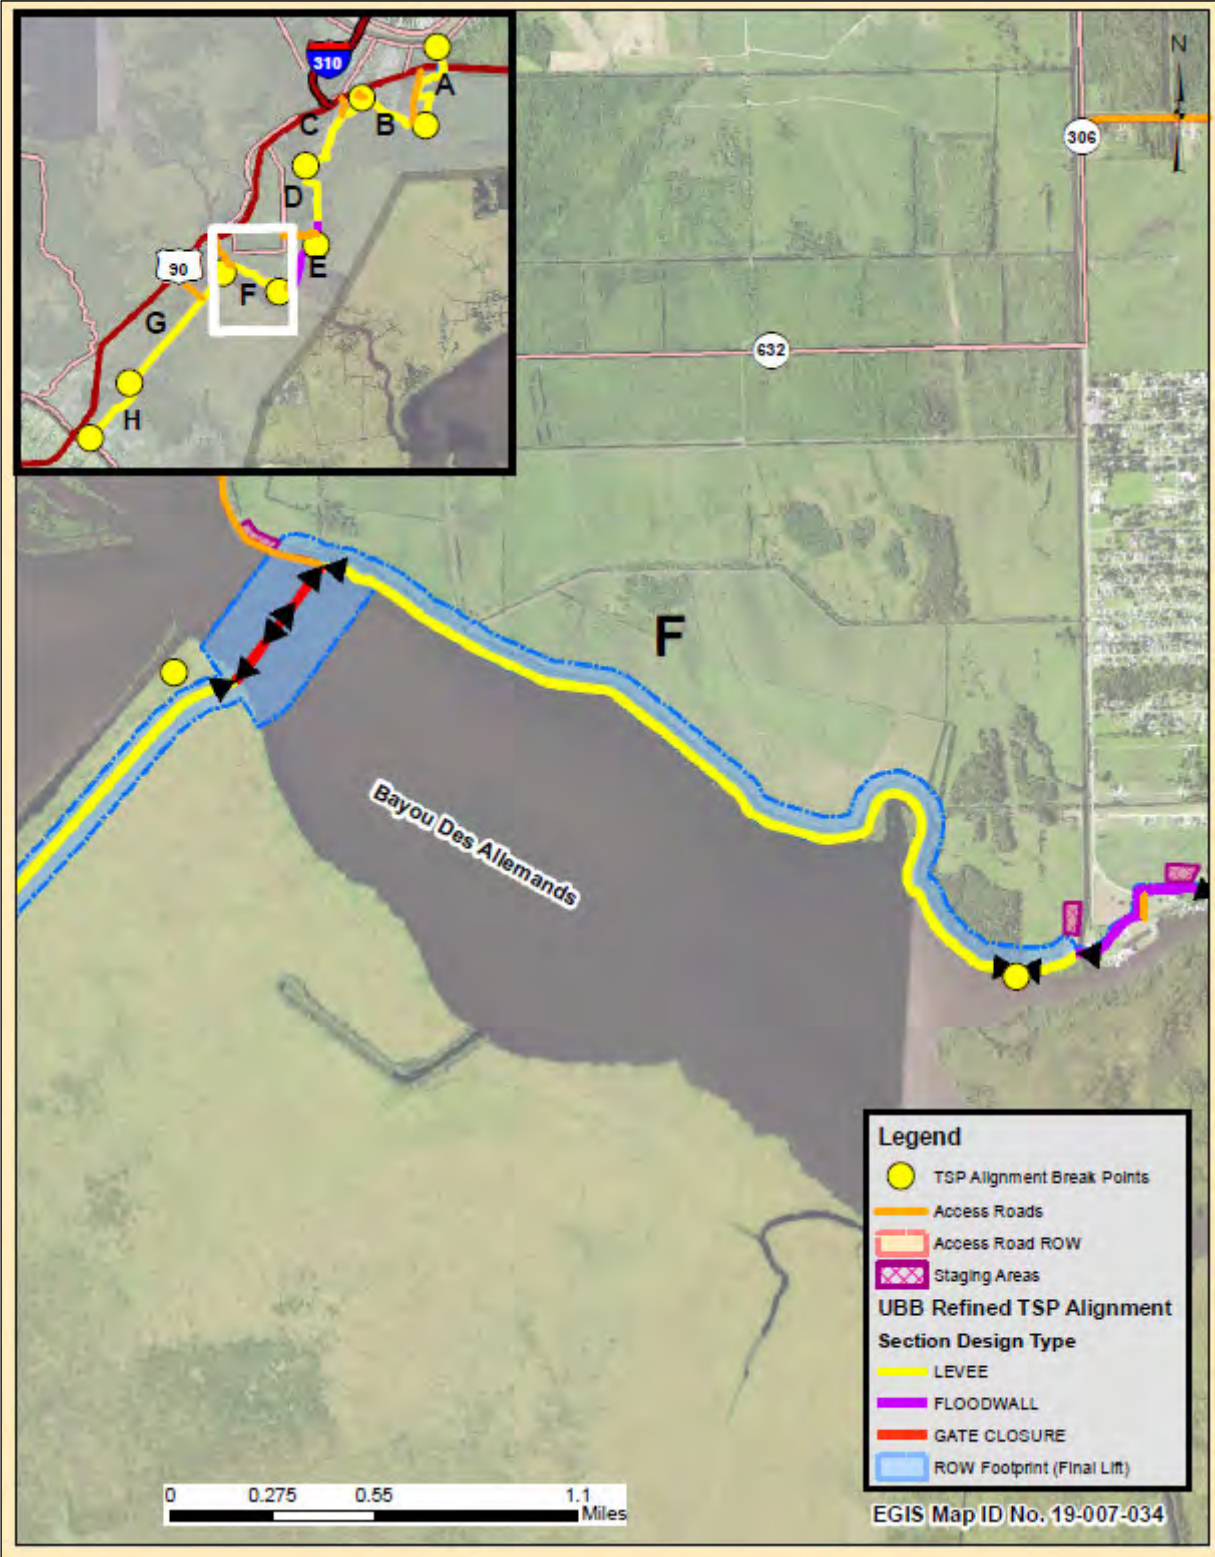 310
A
B
C
D
E
90
F
G
H
N
306
632
F
Bayou Des Allemands
Legend
TSP Alignment Break Points
Access Roads
Access Road ROW
Staging Areas
UBB Refined TSP Alignment
Section Design Type
LEVEE
FLOODWALL
GATE CLOSURE
ROW Footprint (Final Lift)
0 0.275 0.55 1.1
Miles
EGIS Map ID No. 19-007-034